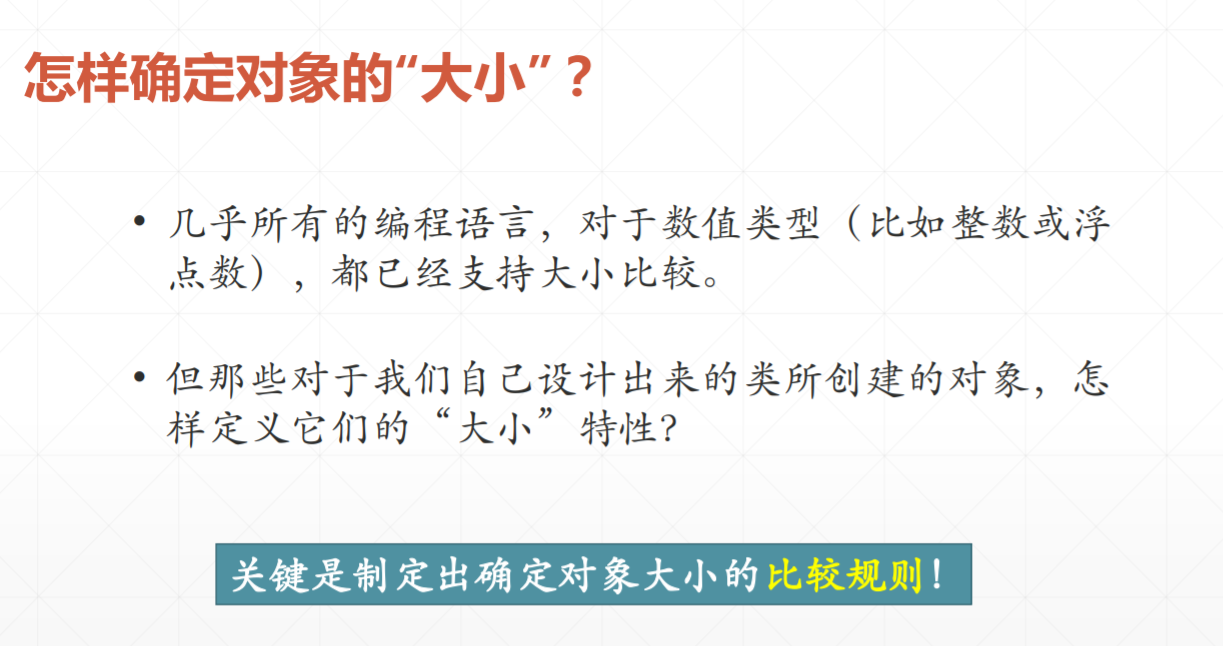 怎样确定对象的“大小”？
• 几乎所有的编程语言，对于数值类型（比如整数或浮
点数），都已经支持大小比较。
• 但那些对于我们自己设计出来的类所创建的对象，怎
样定义它们的“大小”特性？
关键是制定出确定对象大小的比较规则！